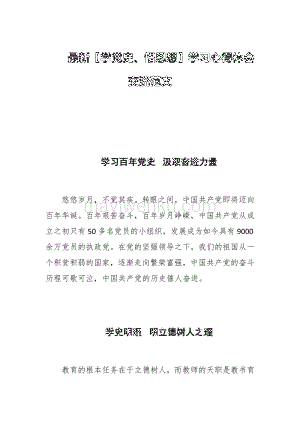 最新【学党史、悟思想】学习心得体会
学习百年党史 汲取奋进力量
悠悠岁月,不觉其疾。转眼之间,中国共产党即将迈向
百年华诞。百年艰苦奋斗,百年岁月峥嵘,中国共产党从成
立之初只有 50 多名党员的小组织,发展成为如今具有 9000
余万党员的执政党。在党的坚强领导之下,我们的祖国从一
个积贫积弱的国家,逐渐走向繁荣富强,中国共产党的奋斗
历程可歌可泣,中国共产党的历史催人奋进。
学史明理 明立德树人之理
教育的根本任务在于立德树人。而教师的天职是教书育